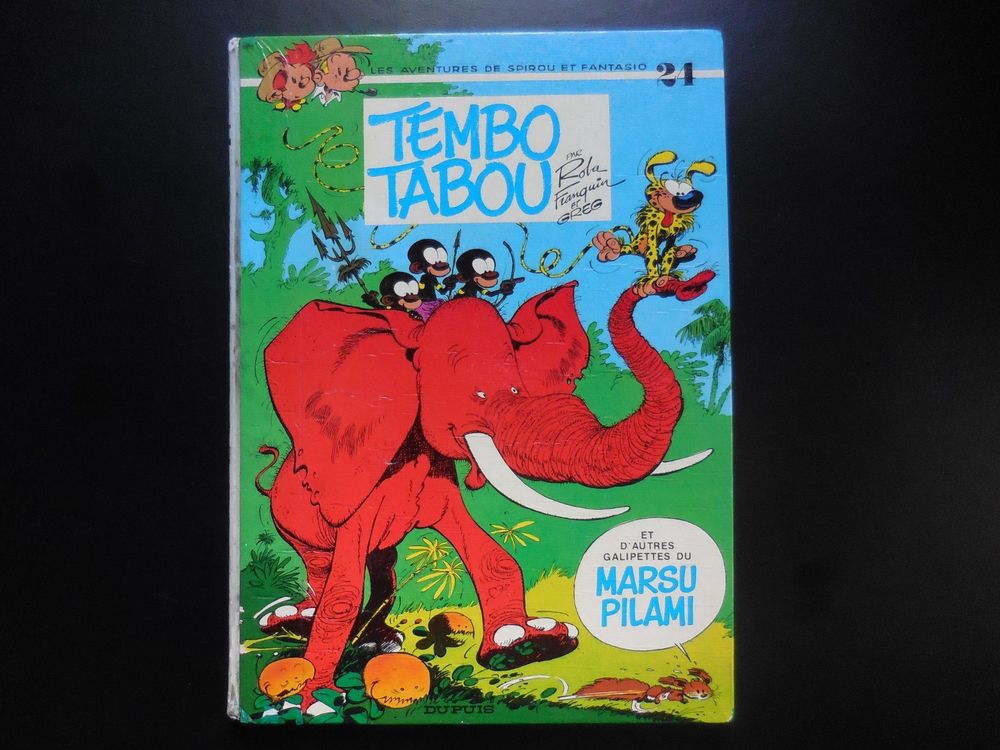 LES AVENTURES DE SPIROU ET FANTASIO 24
TEMBO
TABOU
PAR
Roba
Franquin
ET
GREG
ET
D'AUTRES
GALIPETTES DU
MARSU
PILAMI
DUPUIS